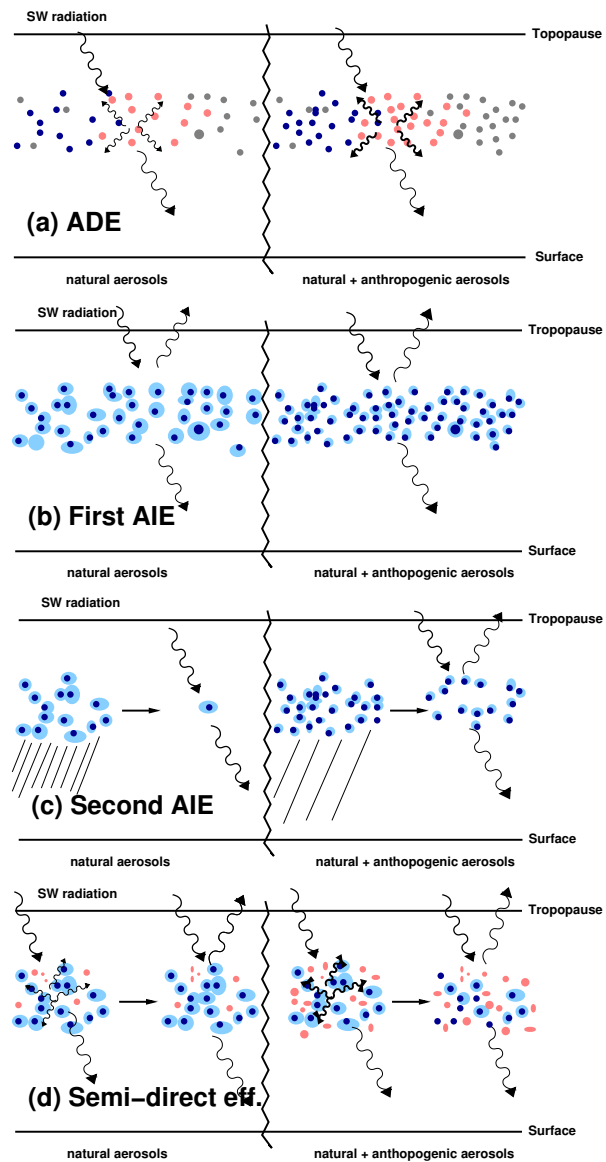 SW radiation
Topopause
(a) ADE
Surface
natural aerosols
natural + anthropogenic aerosols
SW radiation
Tropopause
(b) First AIE
Surface
natural aerosols
natural + anthopogenic aerosols
SW radiation
Tropopause
(c) Second AIE
Surface
natural aerosols
natural + anthopogenic aerosols
SW radiation
Tropopause
(d) Semi−direct eff.
Surface
natural aerosols
natural + anthopogenic aerosols